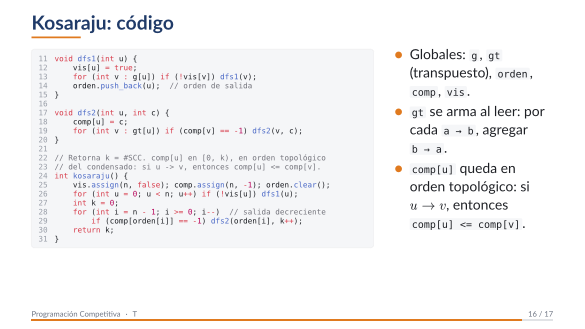 Kosaraju: código
11 void dfs1(int u) {
12     vis[u] = true;
13     for (int v : g[u]) if (!vis[v]) dfs1(v);
14     orden.push_back(u);  // orden de salida
15 }
16
17 void dfs2(int u, int c) {
18     comp[u] = c;
19     for (int v : gt[u]) if (comp[v] == -1) dfs2(v, c);
20 }
21
22 // Retorna k = #SCC. comp[u] en [0, k), en orden topológico
23 // del condensado: si u -> v, entonces comp[u] <= comp[v].
24 int kosaraju() {
25     vis.assign(n, false); comp.assign(n, -1); orden.clear();
26     for (int u = 0; u < n; u++) if (!vis[u]) dfs1(u);
27     int k = 0;
28     for (int i = n - 1; i >= 0; i--)  // salida decreciente
29         if (comp[orden[i]] == -1) dfs2(orden[i], k++);
30     return k;
31 }
● Globales: g, gt
(transpuesto), orden,
comp, vis.
● gt se arma al leer: por
cada a → b, agregar
b → a.
● comp[u] queda en
orden topológico: si
u → v, entonces
comp[u] <= comp[v].
Programación Competitiva · T
16 / 17